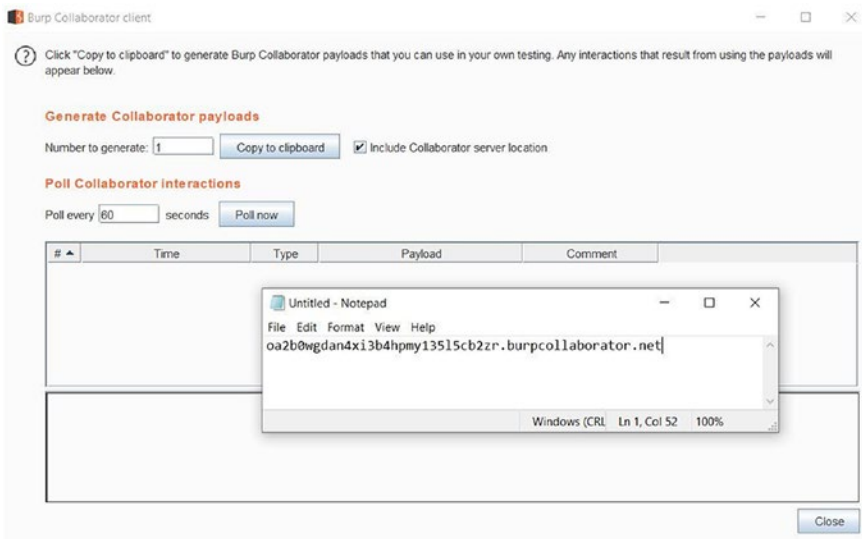 Burp Collaborator client
Click "Copy to clipboard" to generate Burp Collaborator payloads that you can use in your own testing. Any interactions that result from using the payloads will
appear below.
Generate Collaborator payloads
Number to generate: 1 Copy to clipboard Include Collaborator server location
Poll Collaborator interactions
Poll every 60 seconds Poll now
# Time Type Payload Comment
Untitled - Notepad
File Edit Format View Help
oa2b0wgdan4xi3b4hpmy135l5cb2zr.burpcollaborator.net
Windows (CRL Ln 1, Col 52 100%
Close